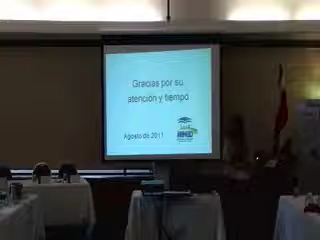 Gracias por su
atención y tiempo
Agosto de 2011